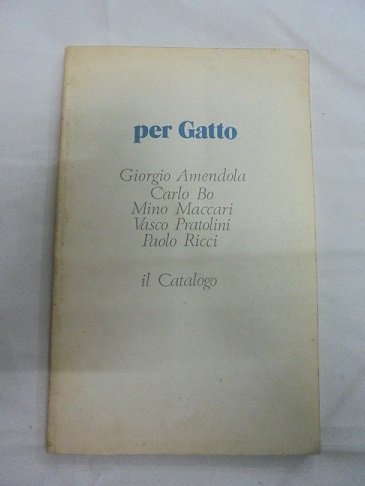 per Gatto
Giorgio Amendola
Carlo Bo
Mino Maccari
Vasco Pratolini
Paolo Ricci
il Catalogo